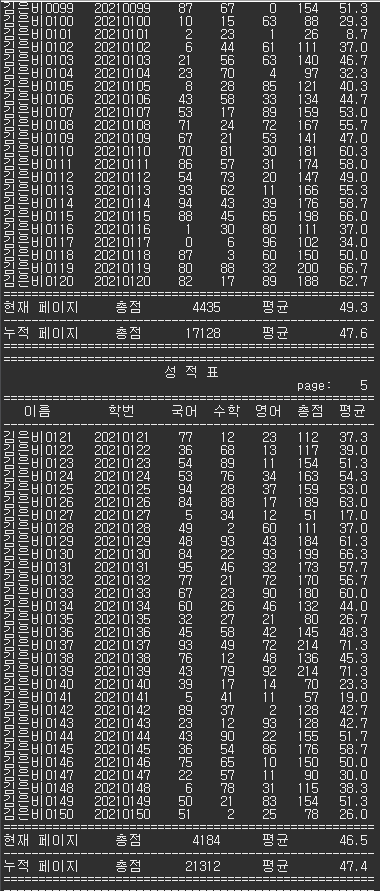 김은비0099 20210099 87 67 0 154 51.3
김은비0100 20210100 10 15 63 88 29.3
김은비0101 20210101 2 23 1 26 8.7
김은비0102 20210102 6 44 61 111 37.0
김은비0103 20210103 21 56 63 140 46.7
김은비0104 20210104 23 70 4 97 32.3
김은비0105 20210105 8 28 85 121 40.3
김은비0106 20210106 43 58 33 134 44.7
김은비0107 20210107 53 17 89 159 53.0
김은비0108 20210108 71 24 72 167 55.7
김은비0109 20210109 67 21 53 141 47.0
김은비0110 20210110 70 81 30 181 60.3
김은비0111 20210111 86 57 31 174 58.0
김은비0112 20210112 54 73 20 147 49.0
김은비0113 20210113 93 62 11 166 55.3
김은비0114 20210114 94 43 39 176 58.7
김은비0115 20210115 88 45 65 198 66.0
김은비0116 20210116 1 30 80 111 37.0
김은비0117 20210117 0 6 96 102 34.0
김은비0118 20210118 87 3 60 150 50.0
김은비0119 20210119 80 88 32 200 66.7
김은비0120 20210120 82 17 89 188 62.7
현재 페이지 총점 4435 평균 49.3
누적 페이지 총점 17128 평균 47.6
성 적 표
page: 5
이름 학번 국어 수학 영어 총점 평균
김은비0121 20210121 77 12 23 112 37.3
김은비0122 20210122 36 68 13 117 39.0
김은비0123 20210123 54 89 11 154 51.3
김은비0124 20210124 53 76 34 163 54.3
김은비0125 20210125 94 28 37 159 53.0
김은비0126 20210126 84 88 17 189 63.0
김은비0127 20210127 5 34 12 51 17.0
김은비0128 20210128 49 2 60 111 37.0
김은비0129 20210129 48 93 43 184 61.3
김은비0130 20210130 84 22 93 199 66.3
김은비0131 20210131 95 46 32 173 57.7
김은비0132 20210132 77 21 72 170 56.7
김은비0133 20210133 67 23 90 180 60.0
김은비0134 20210134 60 26 46 132 44.0
김은비0135 20210135 32 27 21 80 26.7
김은비0136 20210136 45 58 42 145 48.3
김은비0137 20210137 93 49 72 214 71.3
김은비0138 20210138 76 12 48 136 45.3
김은비0139 20210139 43 79 92 214 71.3
김은비0140 20210140 39 17 14 70 23.3
김은비0141 20210141 5 41 11 57 19.0
김은비0142 20210142 89 37 2 128 42.7
김은비0143 20210143 23 12 93 128 42.7
김은비0144 20210144 43 90 22 155 51.7
김은비0145 20210145 36 54 86 176 58.7
김은비0146 20210146 75 65 10 150 50.0
김은비0147 20210147 22 57 11 90 30.0
김은비0148 20210148 6 78 31 115 38.3
김은비0149 20210149 50 21 83 154 51.3
김은비0150 20210150 51 2 25 78 26.0
현재 페이지 총점 4184 평균 46.5
누적 페이지 총점 21312 평균 47.4